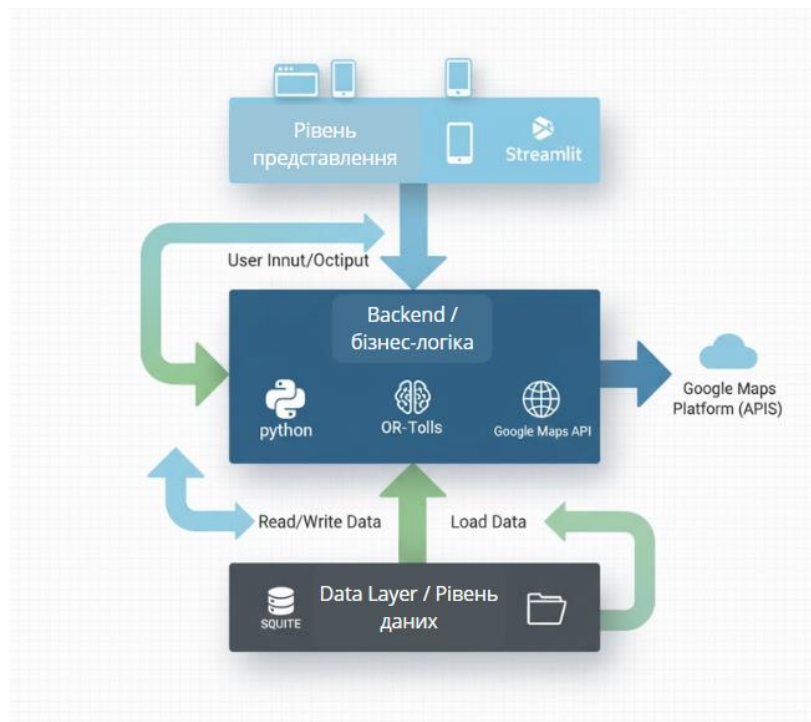 Рівень
представлення
Streamlit
User Innut/Octiput
Backend /
бізнес-логіка
python
OR-Tolls
Google Maps API
Google Maps
Platform (APIS)
Read/Write Data
Load Data
SQUITE
Data Layer / Рівень
даних